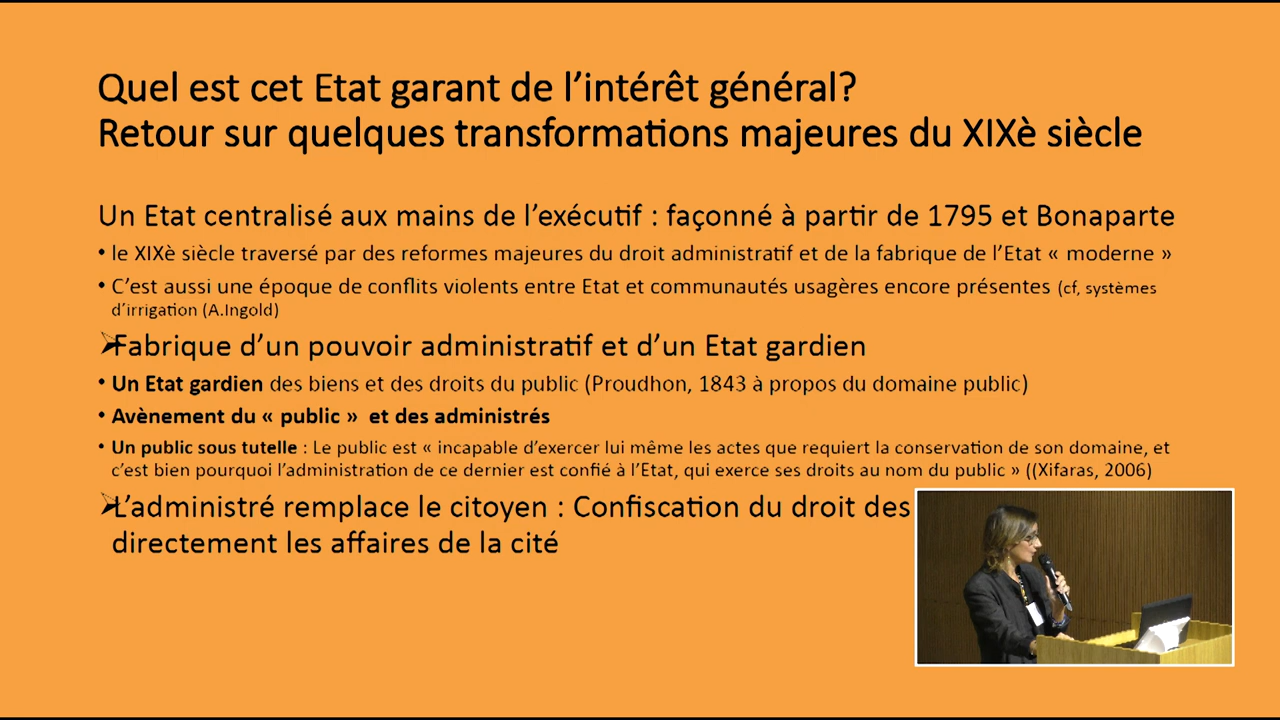 Quel est cet Etat garant de l'intérêt général?
Retour sur quelques transformations majeures du XIXè siècle
Un Etat centralisé aux mains de l'exécutif : façonné à partir de 1795 et Bonaparte
• le XIXè siècle traversé par des reformes majeures du droit administratif et de la fabrique de l'Etat « moderne »
• C'est aussi une époque de conflits violents entre Etat et communautés usagères encore présentes (cf, systèmes
d'irrigation (A.Ingold)
➢Fabrique d'un pouvoir administratif et d'un Etat gardien
• Un Etat gardien des biens et des droits du public (Proudhon, 1843 à propos du domaine public)
• Avènement du « public » et des administrés
• Un public sous tutelle : Le public est « incapable d'exercer lui même les actes que requiert la conservation de son domaine, et
c'est bien pourquoi l'administration de ce dernier est confié à l'Etat, qui exerce ses droits au nom du public » ((Xifaras, 2006)
➢L'administré remplace le citoyen : Confiscation du droit des
directement les affaires de la cité